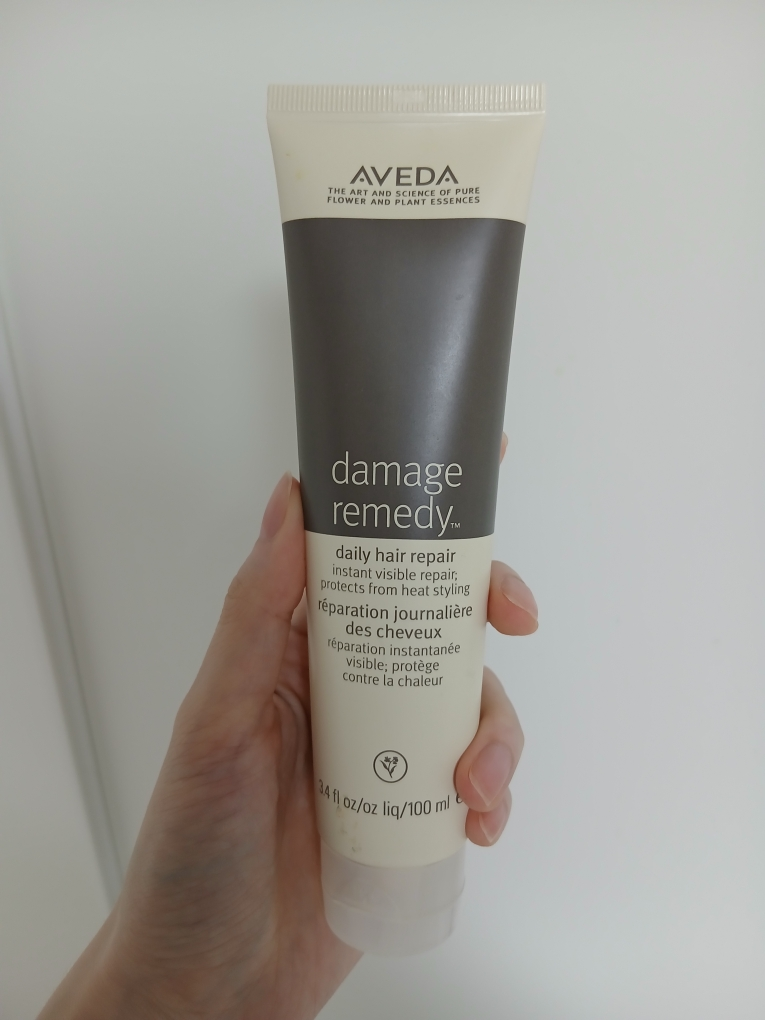 AVEDA
THE ART AND SCIENCE OF PURE
FLOWER AND PLANT ESSENCES
damage
remedy™
daily hair repair
instant visible repair;
protects from heat styling
réparation journalière
des cheveux
réparation instantanée
visible; protège
contre la chaleur
3.4 fl oz/oz liq/100 ml